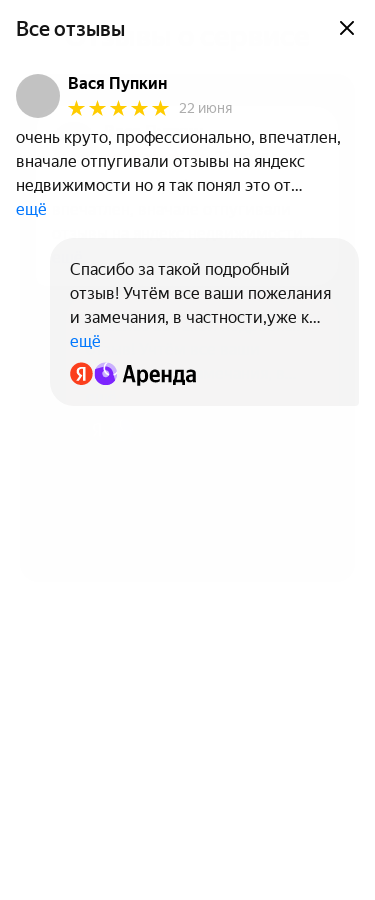 Все отзывы
Вася Пупкин
22 июня
очень круто, профессионально, впечатлен,
вначале отпугивали отзывы на яндекс
недвижимости но я так понял это от...
ещё
Спасибо за такой подробный
отзыв! Учтём все ваши пожелания
и замечания, в частности,уже к...
ещё
Я Аренда